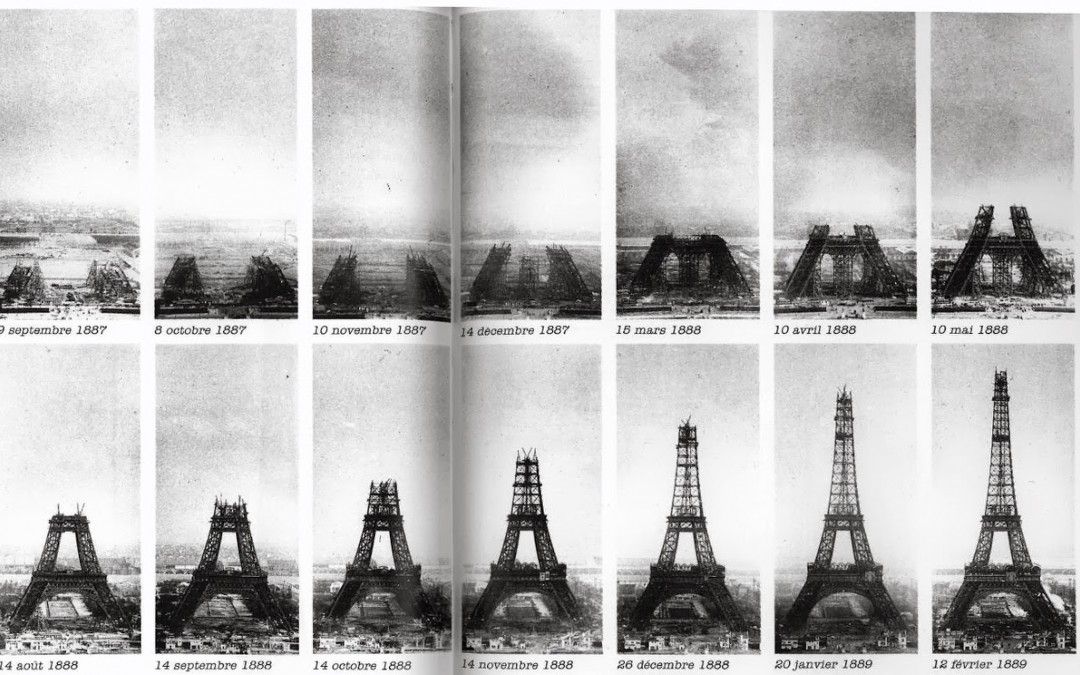 9 septembre 1887
8 octobre 1887
10 novembre 1887
14 décembre 1887
15 mars 1888
10 avril 1888
10 mai 1888
14 août 1888
14 septembre 1888
14 octobre 1888
14 novembre 1888
26 décembre 1888
20 janvier 1889
12 février 1889